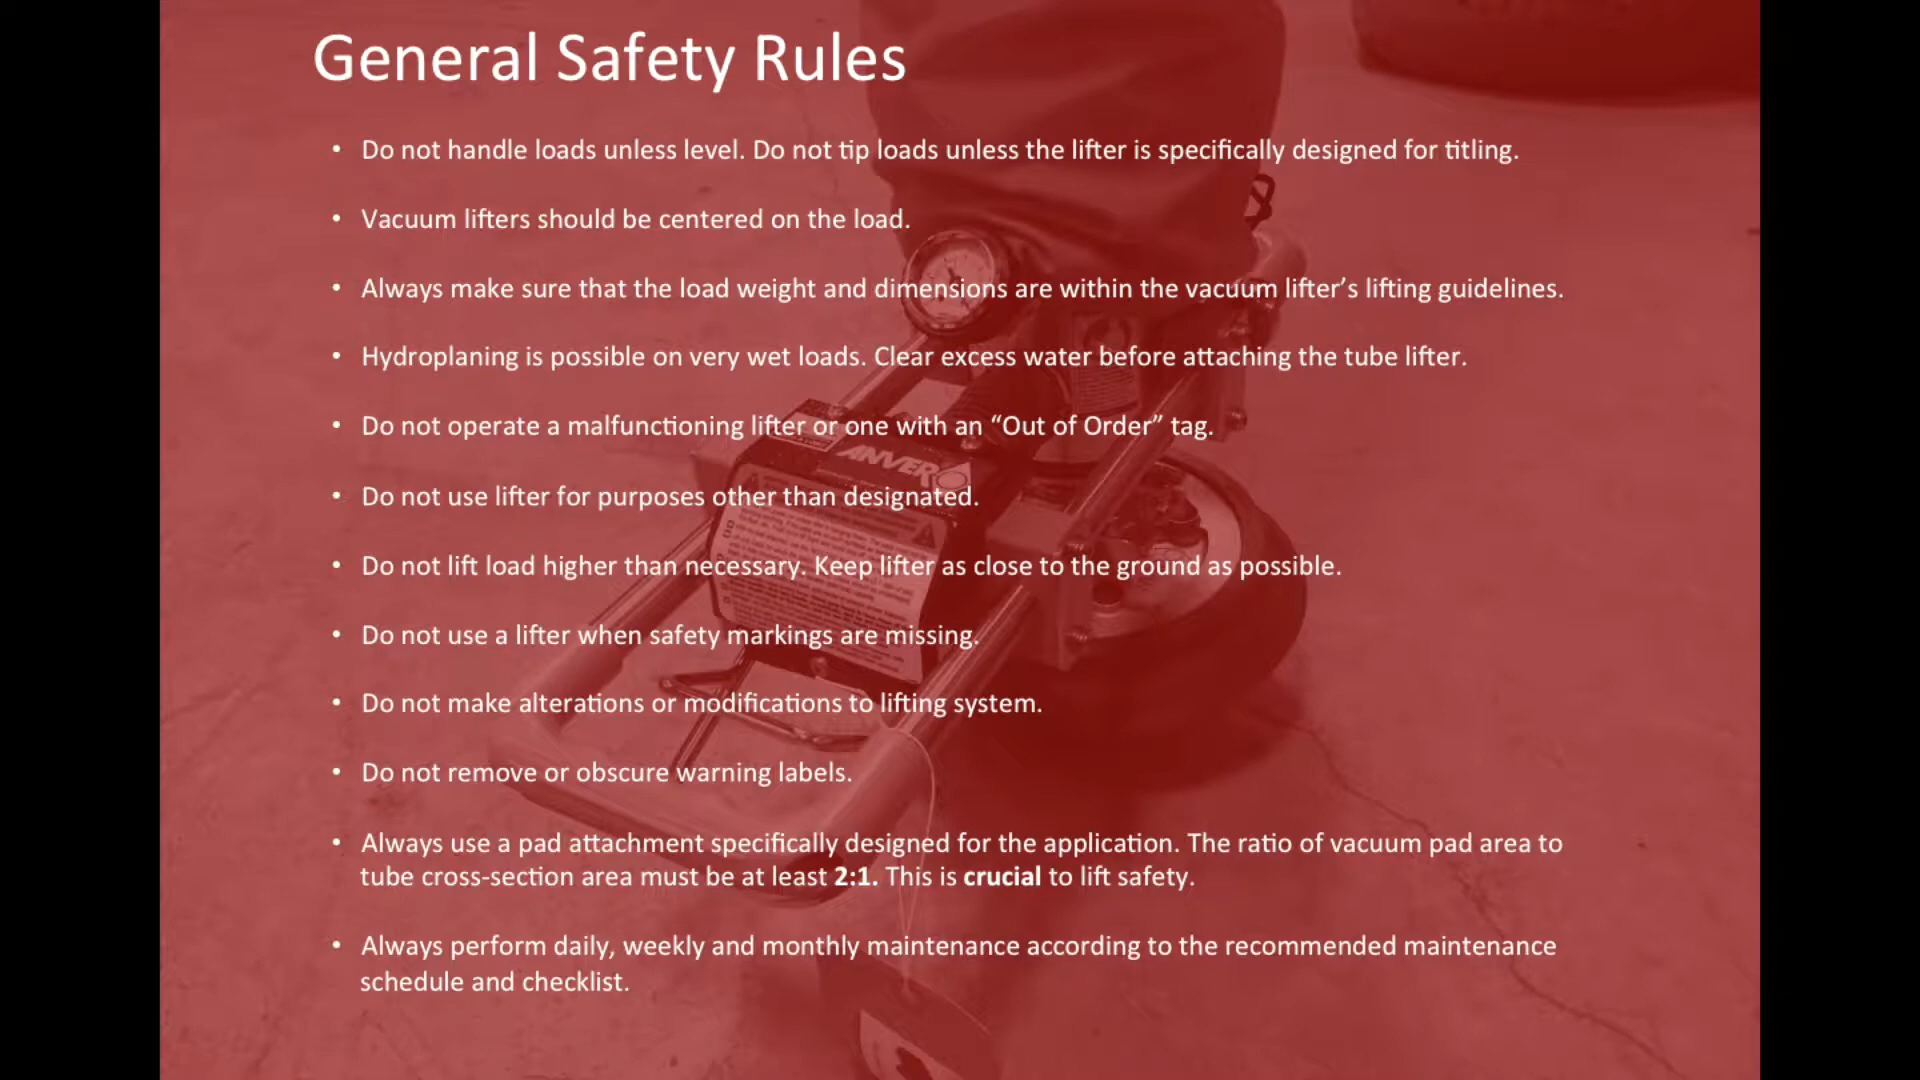 General Safety Rules
• Do not handle loads unless level. Do not tip loads unless the lifter is specifically designed for titling.
• Vacuum lifters should be centered on the load.
• Always make sure that the load weight and dimensions are within the vacuum lifter’s lifting guidelines.
• Hydroplaning is possible on very wet loads. Clear excess water before attaching the tube lifter.
• Do not operate a malfunctioning lifter or one with an “Out of Order” tag.
ANVER
• Do not use lifter for purposes other than designated.
• Do not lift load higher than necessary. Keep lifter as close to the ground as possible.
• Do not use a lifter when safety markings are missing.
• Do not make alterations or modifications to lifting system.
• Do not remove or obscure warning labels.
• Always use a pad attachment specifically designed for the application. The ratio of vacuum pad area to
tube cross-section area must be at least 2:1. This is crucial to lift safety.
• Always perform daily, weekly and monthly maintenance according to the recommended maintenance
schedule and checklist.